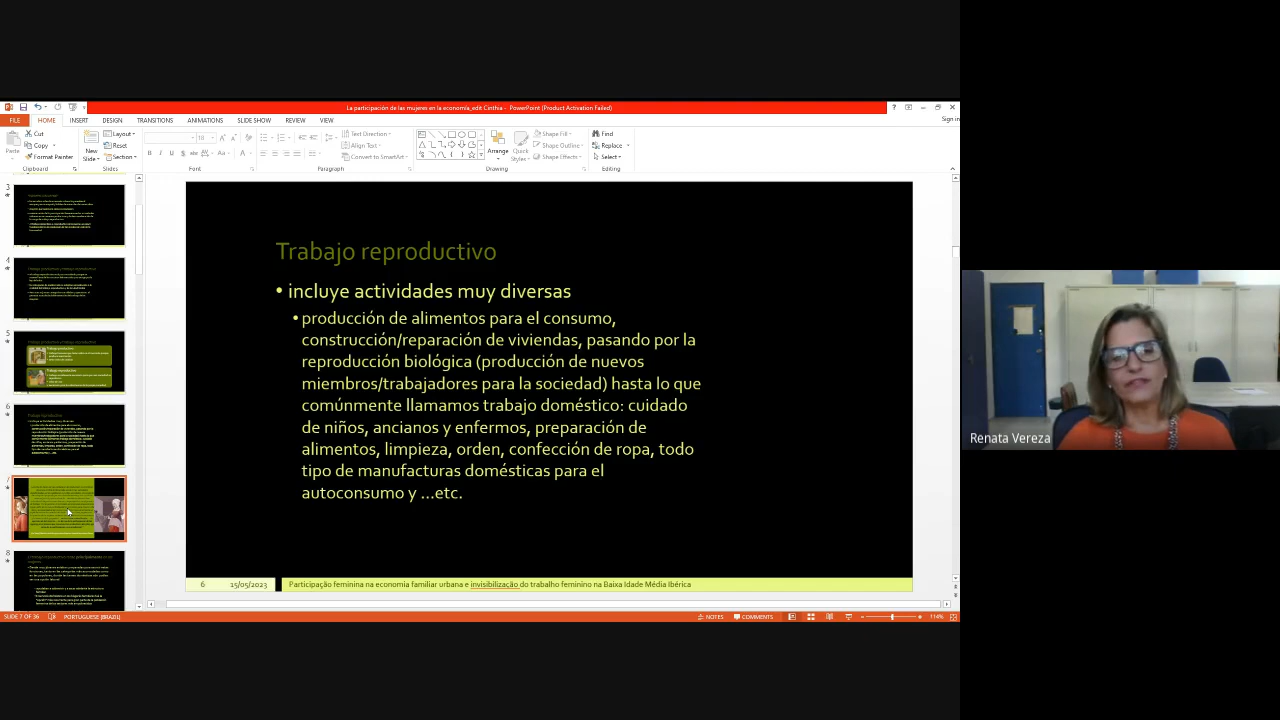 La participación de las mujeres en la economía_edit Cinthia - PowerPoint (Product Activation Failed)
FILE HOME INSERT DESIGN TRANSITIONS ANIMATIONS SLIDE SHOW REVIEW VIEW Sign in
Paste
Cut
Copy
Format Painter
Clipboard
New Slide
Layout
Reset
Section
Slides
Font
Text Direction
Align Text
Convert to SmartArt
Paragraph
Arrange
Quick Styles
Shape Fill
Shape Outline
Shape Effects
Drawing
Find
Replace
Select
Editing
3
4
5
6
7
8
Trabajo reproductivo
• incluye actividades muy diversas
• producción de alimentos para el consumo,
construcción/reparación de viviendas, pasando por la
reproducción biológica (producción de nuevos
miembros/trabajadores para la sociedad) hasta lo que
comúnmente llamamos trabajo doméstico: cuidado
de niños, ancianos y enfermos, preparación de
alimentos, limpieza, orden, confección de ropa, todo
tipo de manufacturas domésticas para el
autoconsumo y ...etc.
6 15/05/2023 Participação feminina na economia familiar urbana e invisibilização do trabalho feminino na Baixa Idade Média Ibérica
SLIDE 7 OF 36 PORTUGUESE (BRAZIL) NOTES COMMENTS 114%
Renata Vereza